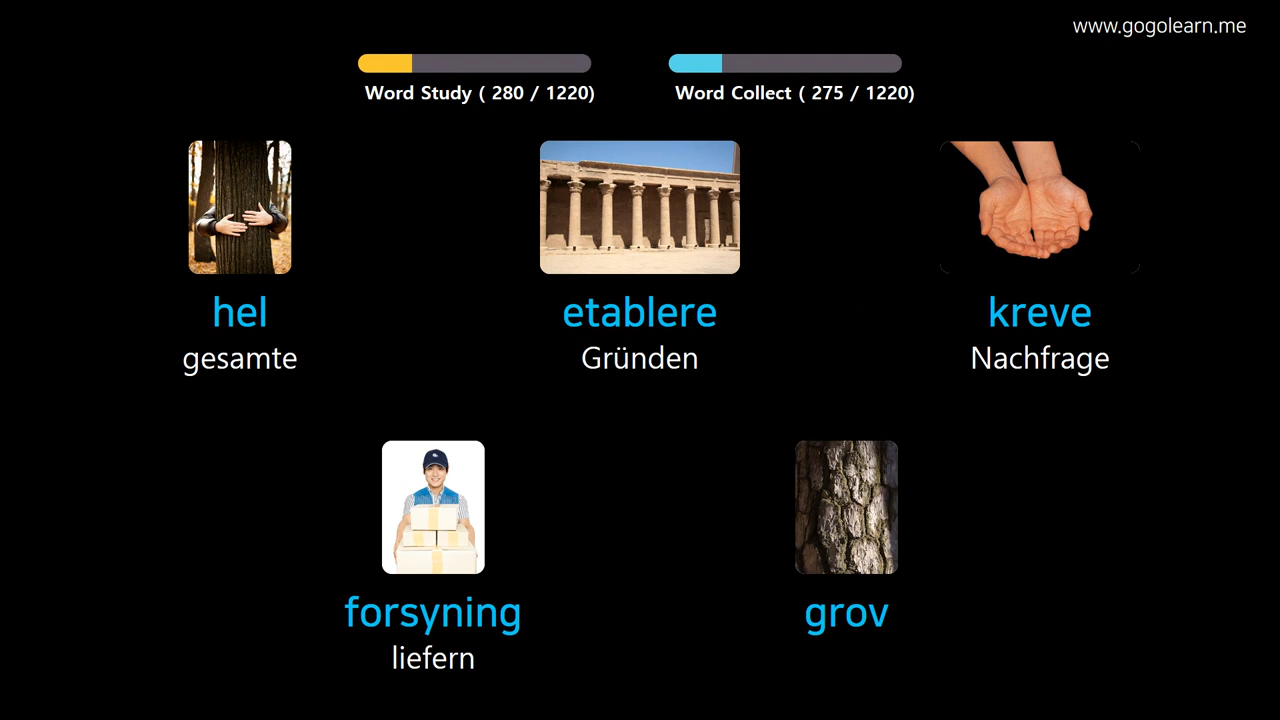 www.gogolearn.me
Word Study ( 280 / 1220)
Word Collect ( 275 / 1220)
hel
gesamte
etablere
Gründen
kreve
Nachfrage
forsyning
liefern
grov